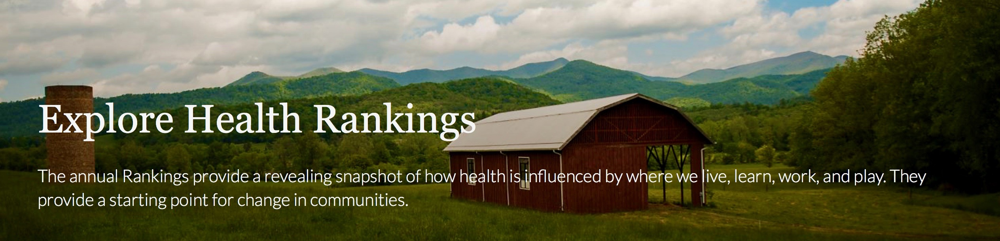 Explore Health Rankings
The annual Rankings provide a revealing snapshot of how health is influenced by where we live, learn, work, and play. They
provide a starting point for change in communities.